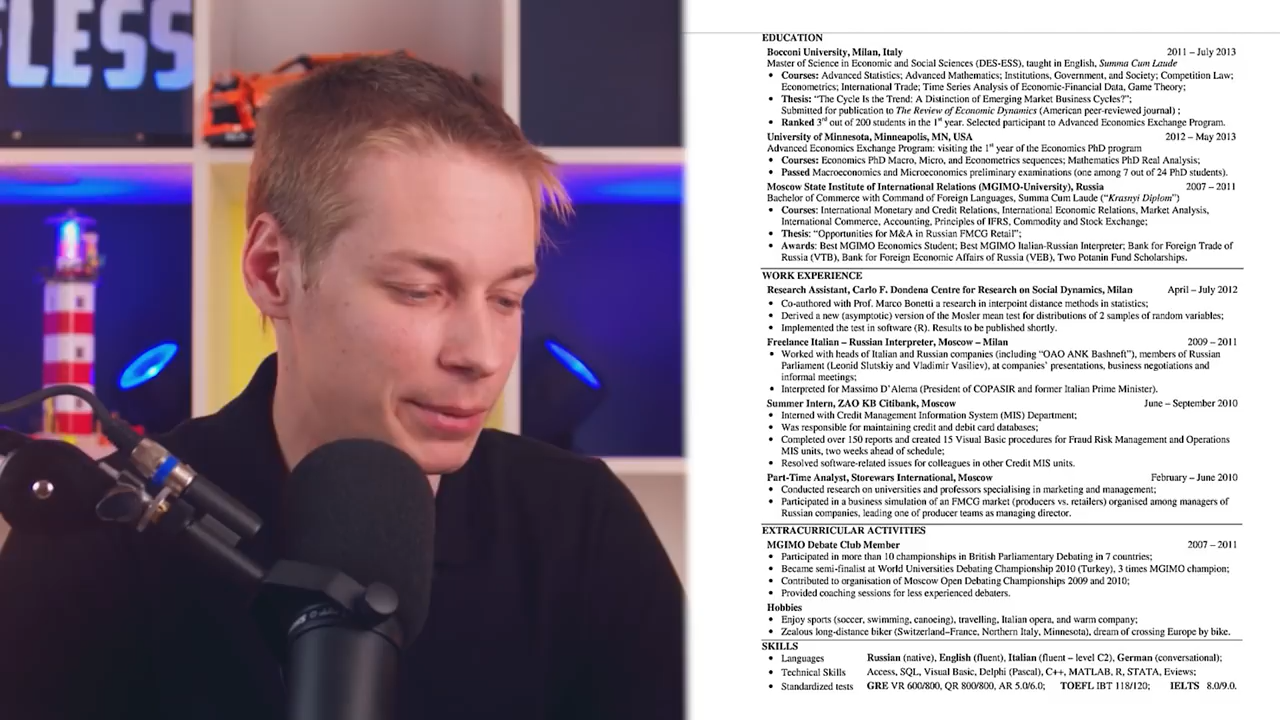 LESS
EDUCATION
Bocconi University, Milan, Italy 2011 – July 2013
Master of Science in Economic and Social Sciences (DES-ESS), taught in English, Summa Cum Laude
• Courses: Advanced Statistics; Advanced Mathematics; Institutions, Government, and Society; Competition Law;
Econometrics; International Trade; Time Series Analysis of Economic-Financial Data, Game Theory;
• Thesis: “The Cycle Is the Trend: A Distinction of Emerging Market Business Cycles?”;
Submitted for publication to The Review of Economic Dynamics (American peer-reviewed journal) ;
• Ranked 3rd out of 200 students in the 1st year. Selected participant to Advanced Economics Exchange Program.
University of Minnesota, Minneapolis, MN, USA 2012 – May 2013
Advanced Economics Exchange Program: visiting the 1st year of the Economics PhD program
• Courses: Economics PhD Macro, Micro, and Econometrics sequences; Mathematics PhD Real Analysis;
• Passed Macroeconomics and Microeconomics preliminary examinations (one among 7 out of 24 PhD students).
Moscow State Institute of International Relations (MGIMO-University), Russia 2007 – 2011
Bachelor of Commerce with Command of Foreign Languages, Summa Cum Laude (“Krasnyi Diplom”)
• Courses: International Monetary and Credit Relations, International Economic Relations, Market Analysis,
International Commerce, Accounting, Principles of IFRS, Commodity and Stock Exchange;
• Thesis: “Opportunities for M&A in Russian FMCG Retail”;
• Awards: Best MGIMO Economics Student; Best MGIMO Italian-Russian Interpreter; Bank for Foreign Trade of
Russia (VTB), Bank for Foreign Economic Affairs of Russia (VEB), Two Potanin Fund Scholarships.
WORK EXPERIENCE
Research Assistant, Carlo F. Dondena Centre for Research on Social Dynamics, Milan April – July 2012
• Co-authored with Prof. Marco Bonetti a research in interpoint distance methods in statistics;
• Derived a new (asymptotic) version of the Mosler mean test for distributions of 2 samples of random variables;
• Implemented the test in software (R). Results to be published shortly.
Freelance Italian – Russian Interpreter, Moscow – Milan 2009 – 2011
• Worked with heads of Italian and Russian companies (including “OAO ANK Bashneft”), members of Russian
Parliament (Leonid Slutskiy and Vladimir Vasiliev), at companies’ presentations, business negotiations and
informal meetings;
• Interpreted for Massimo D’Alema (President of COPASIR and former Italian Prime Minister).
Summer Intern, ZAO KB Citibank, Moscow June – September 2010
• Interned with Credit Management Information System (MIS) Department;
• Was responsible for maintaining credit and debit card databases;
• Completed over 150 reports and created 15 Visual Basic procedures for Fraud Risk Management and Operations
MIS units, two weeks ahead of schedule;
• Resolved software-related issues for colleagues in other Credit MIS units.
Part-Time Analyst, Storewars International, Moscow February – June 2010
• Conducted research on universities and professors specialising in marketing and management;
• Participated in a business simulation of an FMCG market (producers vs. retailers) organised among managers of
Russian companies, leading one of producer teams as managing director.
EXTRACURRICULAR ACTIVITIES
MGIMO Debate Club Member 2007 – 2011
• Participated in more than 10 championships in British Parliamentary Debating in 7 countries;
• Became semi-finalist at World Universities Debating Championship 2010 (Turkey), 3 times MGIMO champion;
• Contributed to organisation of Moscow Open Debating Championships 2009 and 2010;
• Provided coaching sessions for less experienced debaters.
Hobbies
• Enjoy sports (soccer, swimming, canoeing), travelling, Italian opera, and warm company;
• Zealous long-distance biker (Switzerland–France, Northern Italy, Minnesota), dream of crossing Europe by bike.
SKILLS
• Languages Russian (native), English (fluent), Italian (fluent – level C2), German (conversational);
• Technical Skills Access, SQL, Visual Basic, Delphi (Pascal), C++, MATLAB, R, STATA, Eviews;
• Standardized tests GRE VR 600/800, QR 800/800, AR 5.0/6.0; TOEFL IBT 118/120; IELTS 8.0/9.0.